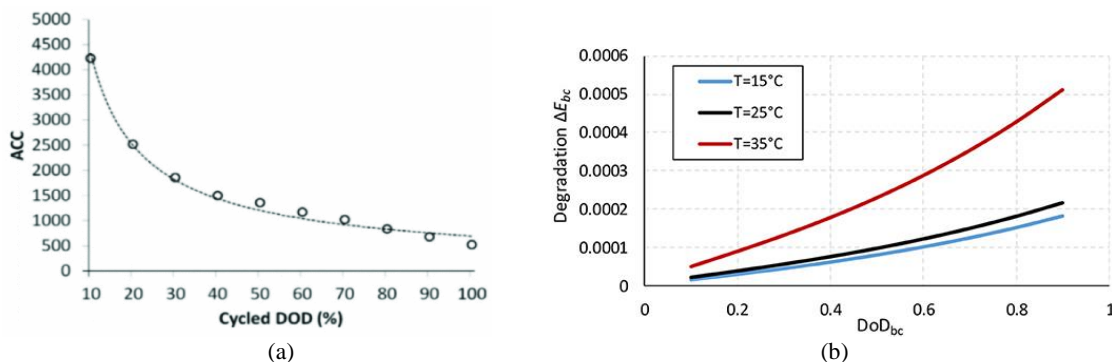 5000
4500
4000
3500
3000
2500
2000
1500
1000
500
0
ACC
10 20 30 40 50 60 70 80 90 100
Cycled DOD (%)
(a)
0.0006
0.0005
0.0004
0.0003
0.0002
0.0001
0
Degradation ΔE_bc
T=15°C
T=25°C
T=35°C
0 0.2 0.4 0.6 0.8 1
DoD_bc
(b)